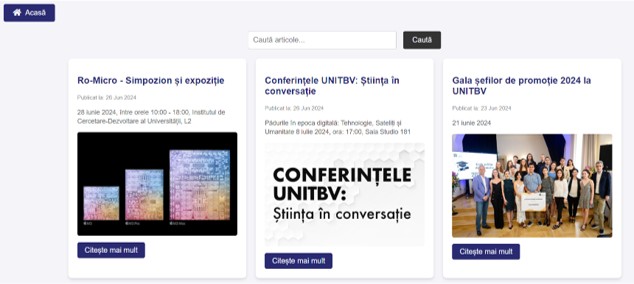 Acasă
Caută articole...
Caută
Ro-Micro - Simpozion și expoziție
Publicat la: 26 Jun 2024
28 iunie 2024, între orele 10:00 - 18:00, Institutul de
Cercetare-Dezvoltare al Universității, L2
Citește mai mult
Conferințele UNITBV: Știința în
conversație
Publicat la: 26 Jun 2024
Pădurile în epoca digitală: Tehnologie, Sateliți și
Umanitare 8 iulie 2024, ora: 17:00, Sala Studio 181
CONFERINȚELE
UNITBV:
Știința în conversație
Citește mai mult
Gala șefilor de promoție 2024 la
UNITBV
Publicat la: 23 Jun 2024
21 iunie 2024
Citește mai mult